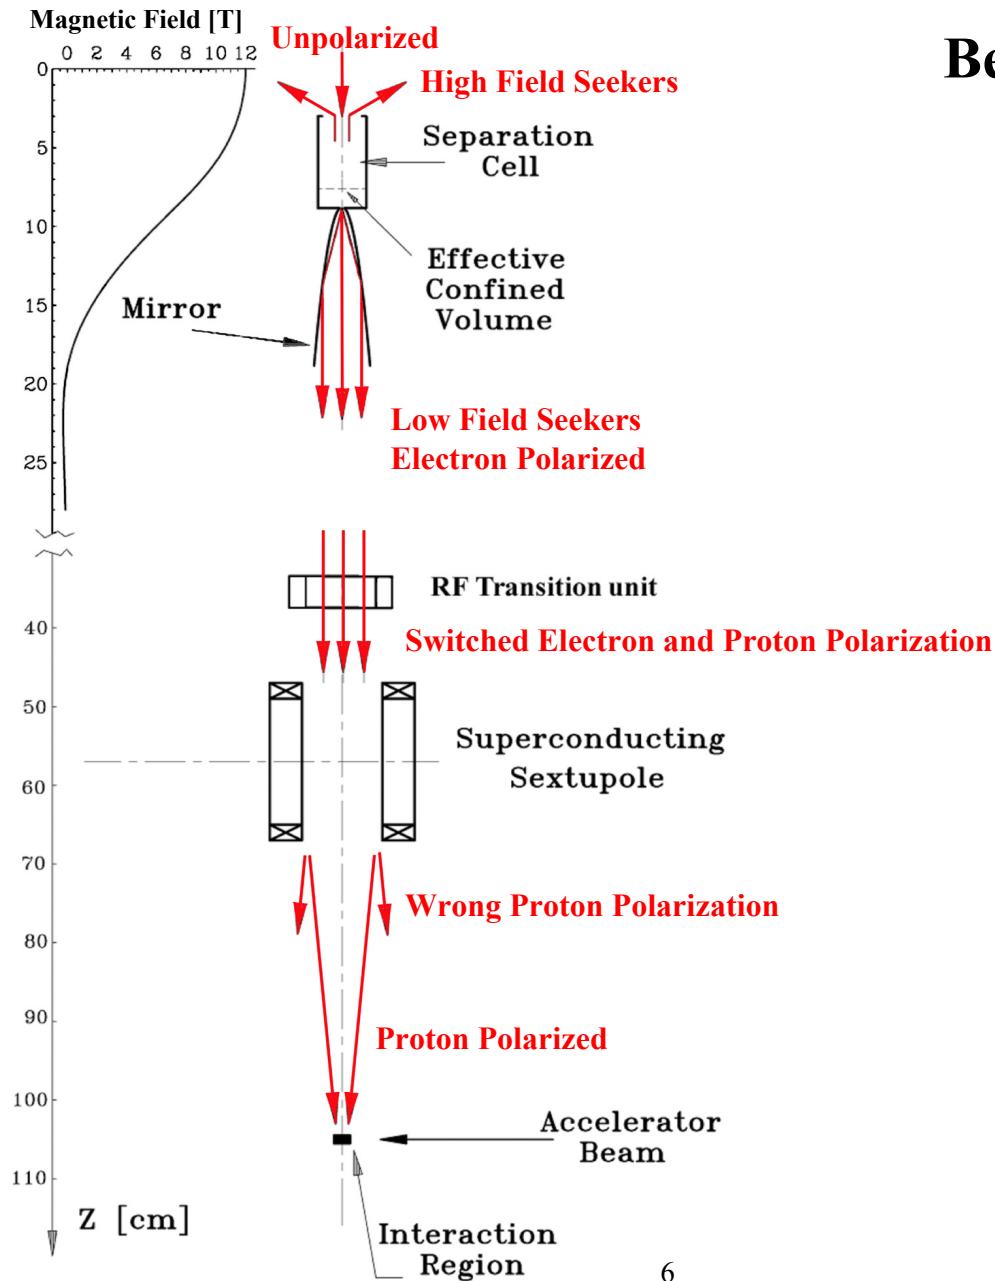 Magnetic Field [T]
0 2 4 6 8 10 12
Unpolarized
Be
High Field Seekers
Separation
Cell
Effective
Confined
Volume
Mirror
Low Field Seekers
Electron Polarized
0
5
10
15
20
25
RF Transition unit
Switched Electron and Proton Polarization
Superconducting
Sextupole
Wrong Proton Polarization
Proton Polarized
Accelerator
Beam
40
50
60
70
80
90
100
110
Z [cm]
Interaction
Region
6